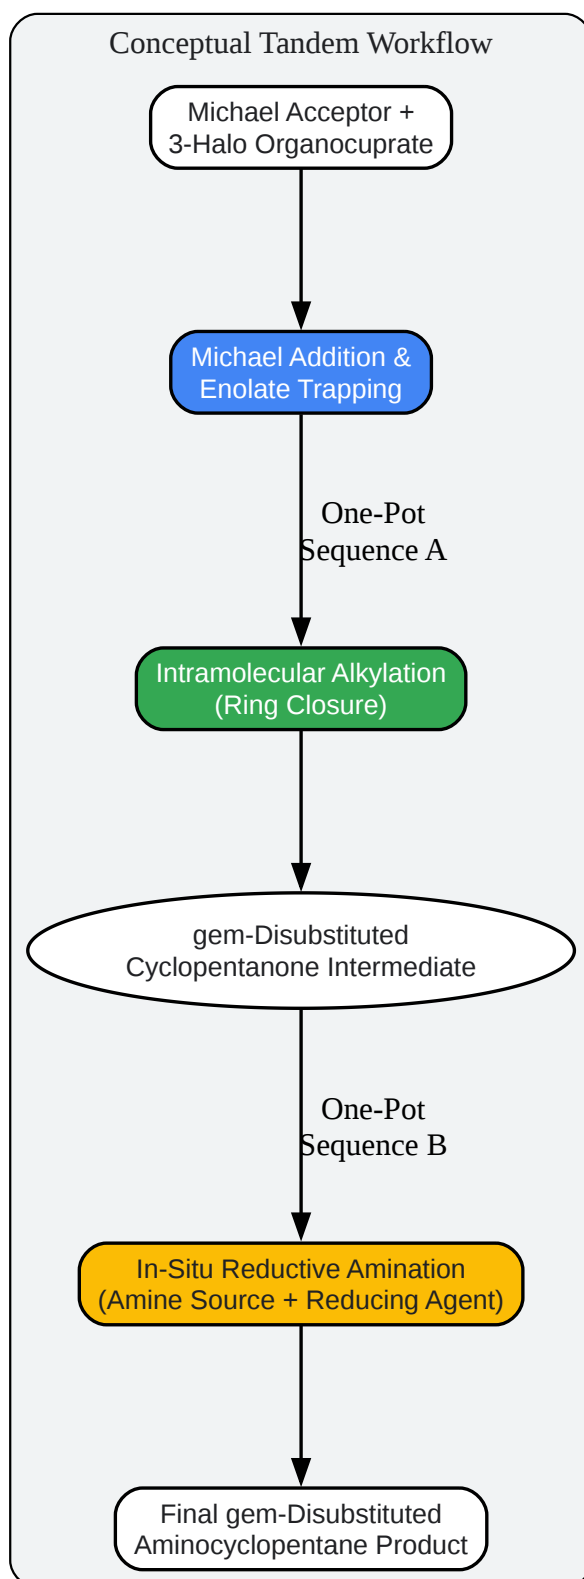 Conceptual Tandem Workflow
Michael Acceptor +
3-Halo Organocuprate
Michael Addition &
Enolate Trapping
One-Pot
Sequence A
Intramolecular Alkylation
(Ring Closure)
gem-Disubstituted
Cyclopentanone Intermediate
One-Pot
Sequence B
In-Situ Reductive Amination
(Amine Source + Reducing Agent)
Final gem-Disubstituted
Aminocyclopentane Product